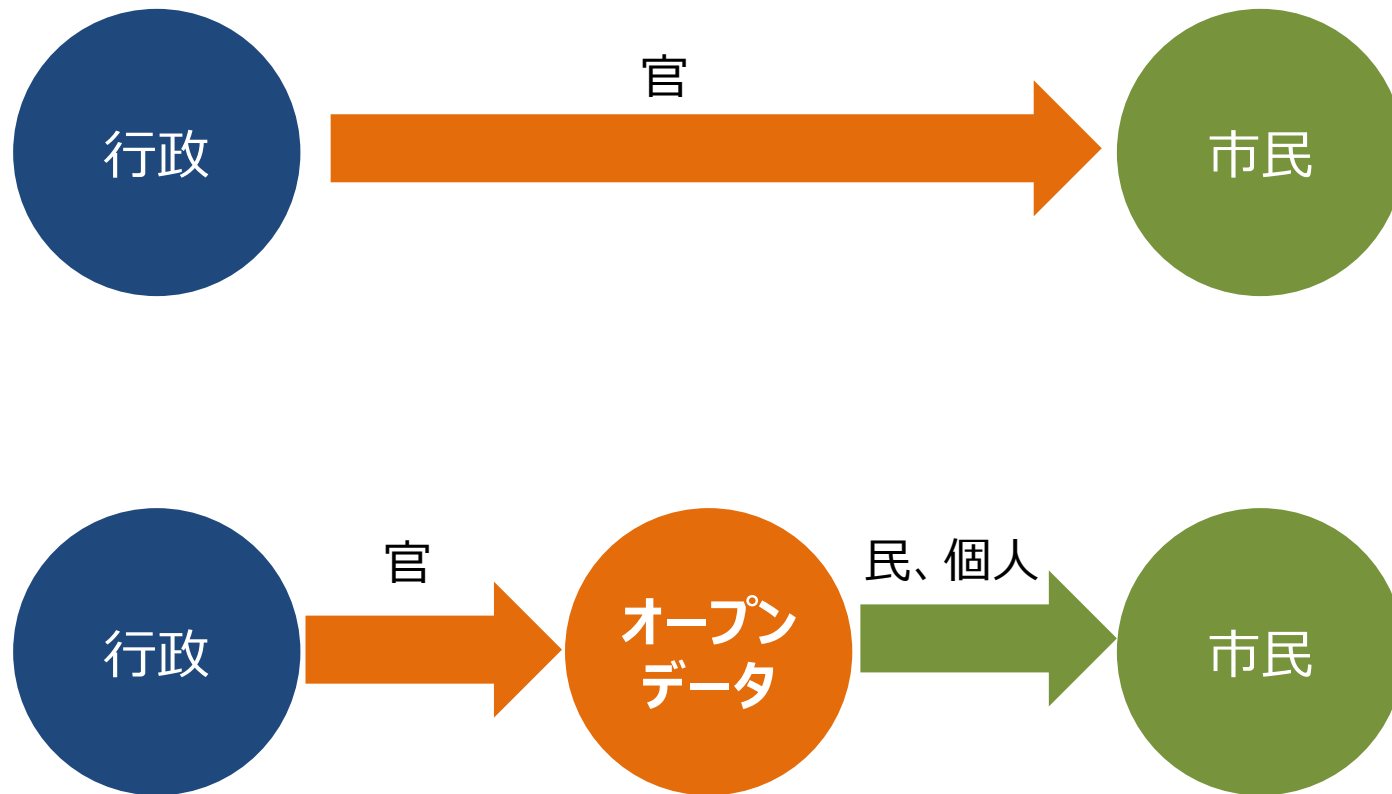 官
行政
市民
官
民、個人
行政
オープン
データ
市民